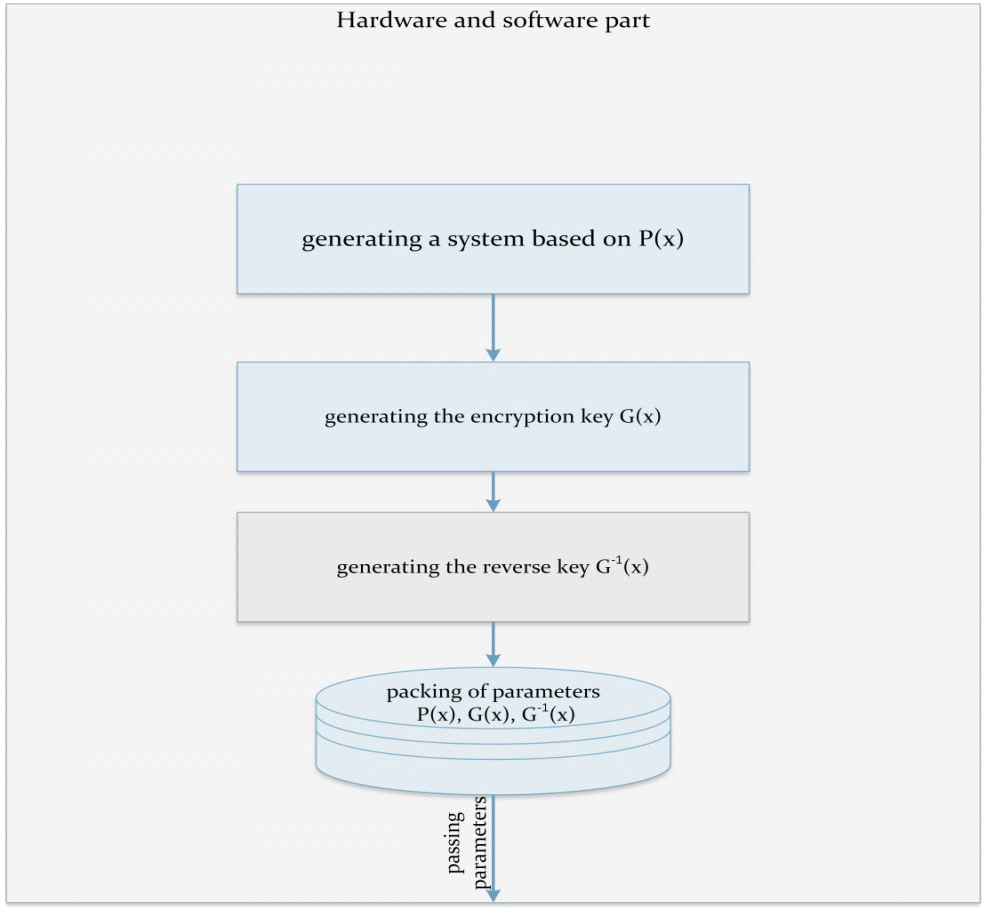 Hardware and software part
generating a system based on P(x)
generating the encryption key G(x)
generating the reverse key G⁻¹(x)
packing of parameters
P(x), G(x), G⁻¹(x)
passing
parameters